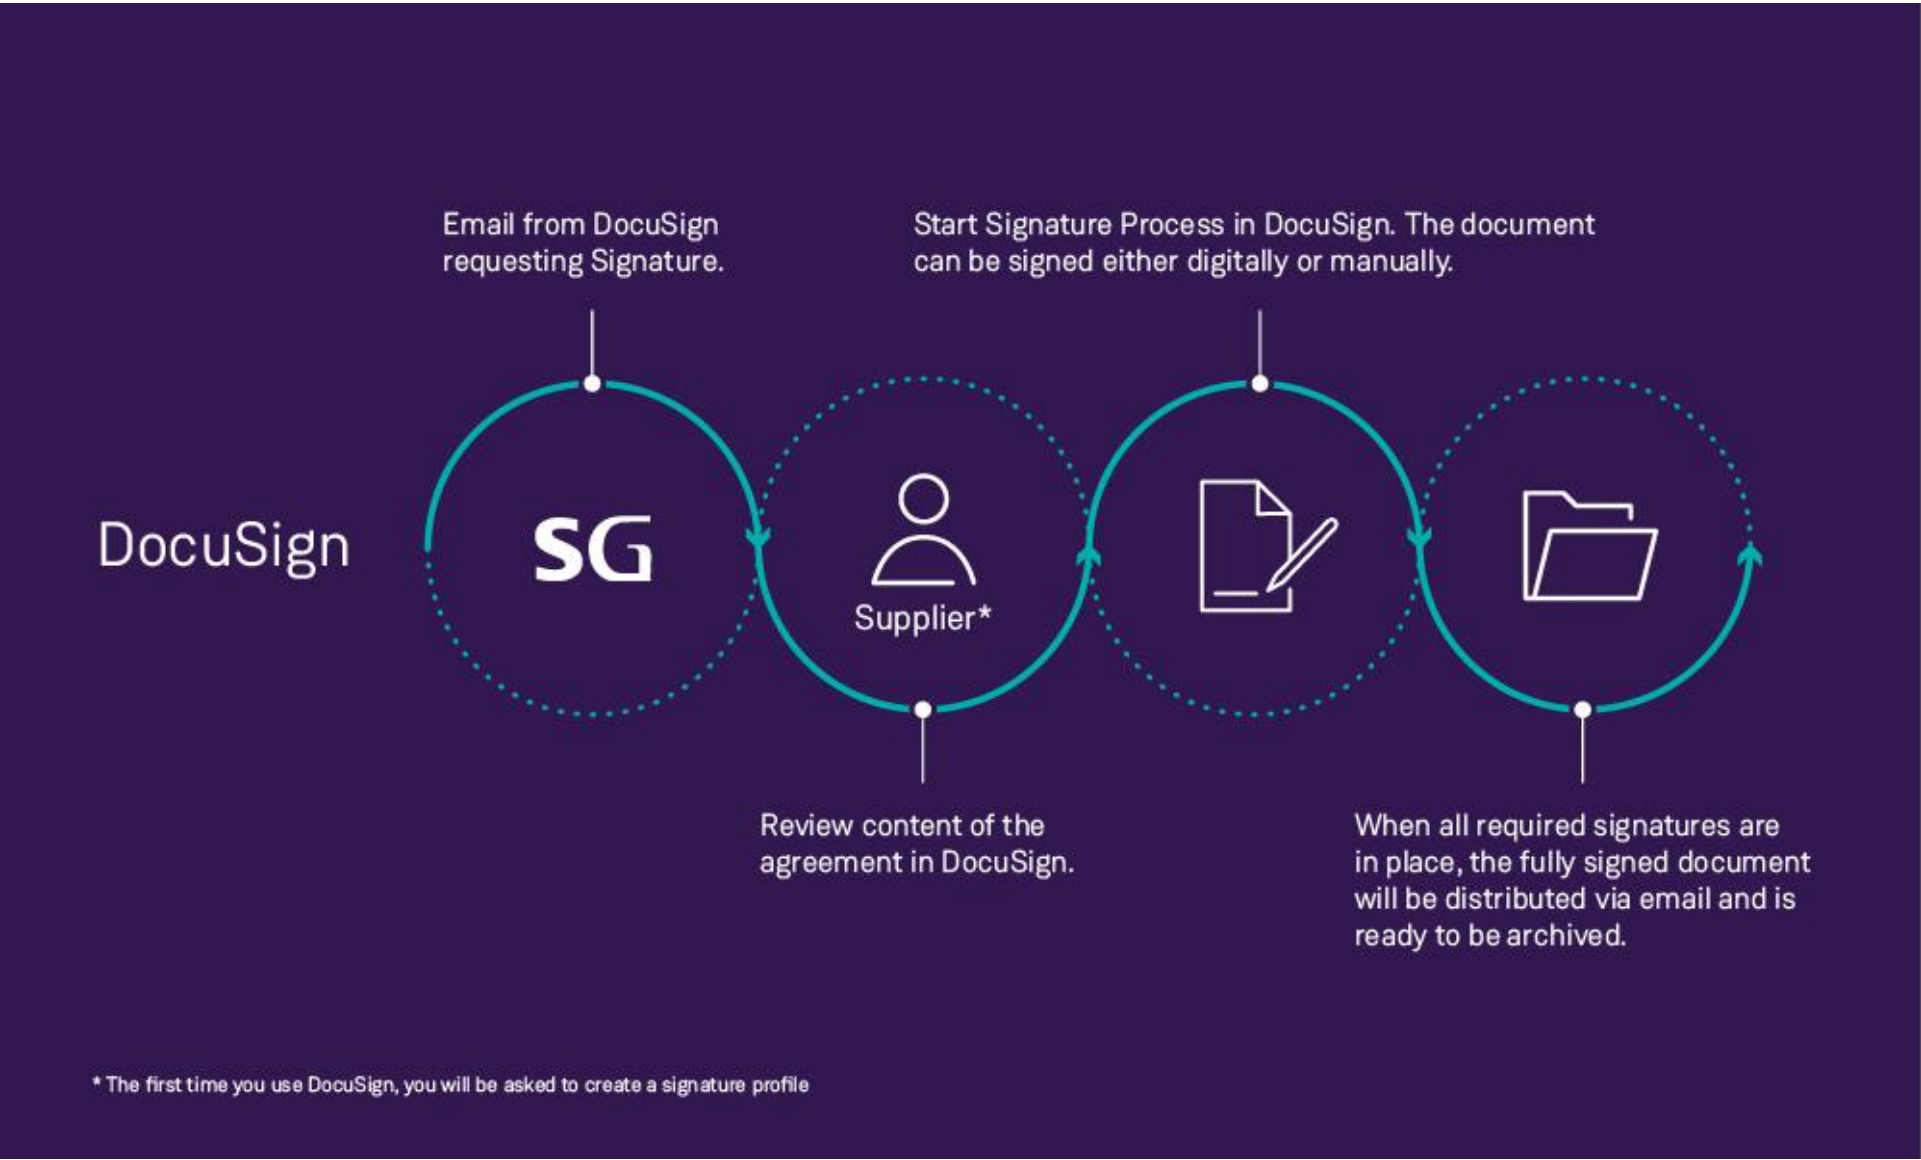 Email from DocuSign
requesting Signature.
Start Signature Process in DocuSign. The document
can be signed either digitally or manually.
DocuSign
SG
Supplier*
Review content of the
agreement in DocuSign.
When all required signatures are
in place, the fully signed document
will be distributed via email and is
ready to be archived.
* The first time you use DocuSign, you will be asked to create a signature profile